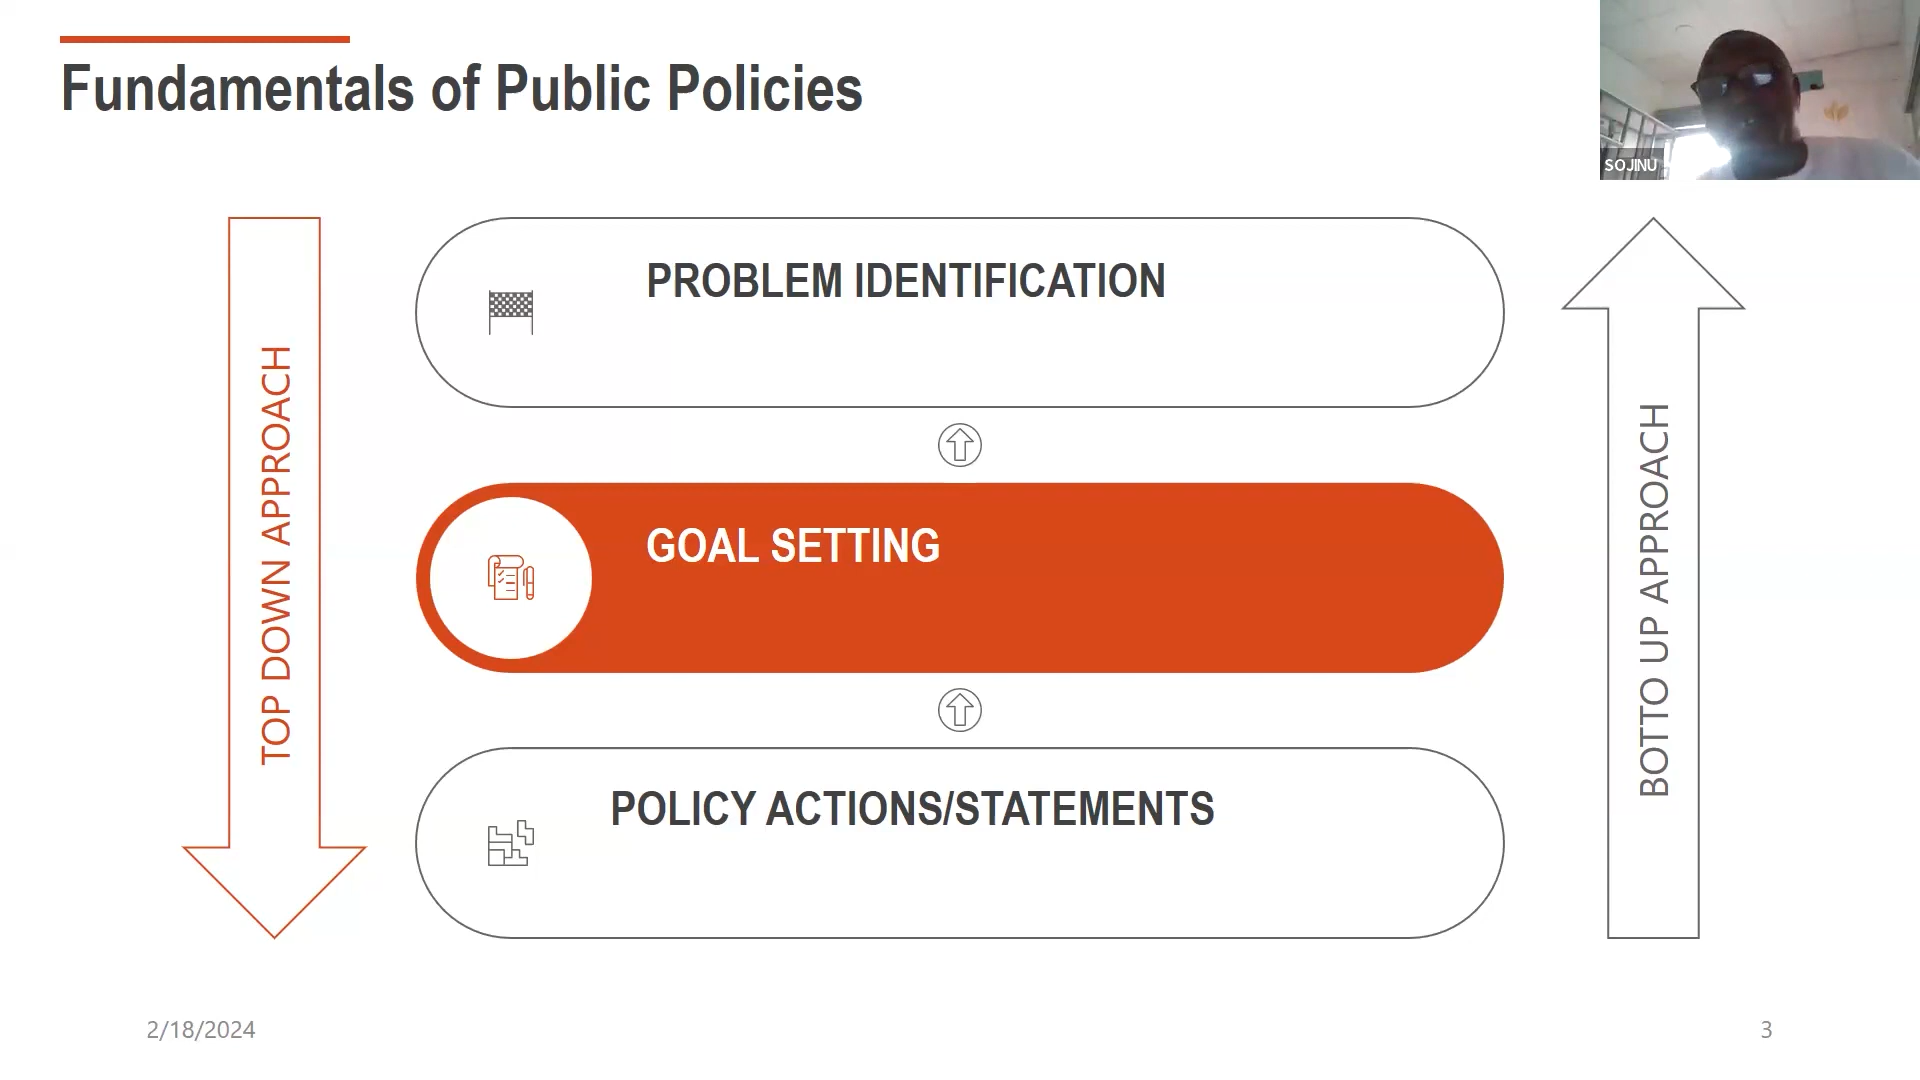 Fundamentals of Public Policies
SOJINU
TOP DOWN APPROACH
PROBLEM IDENTIFICATION
GOAL SETTING
POLICY ACTIONS/STATEMENTS
BOTTO UP APPROACH
2/18/2024
3